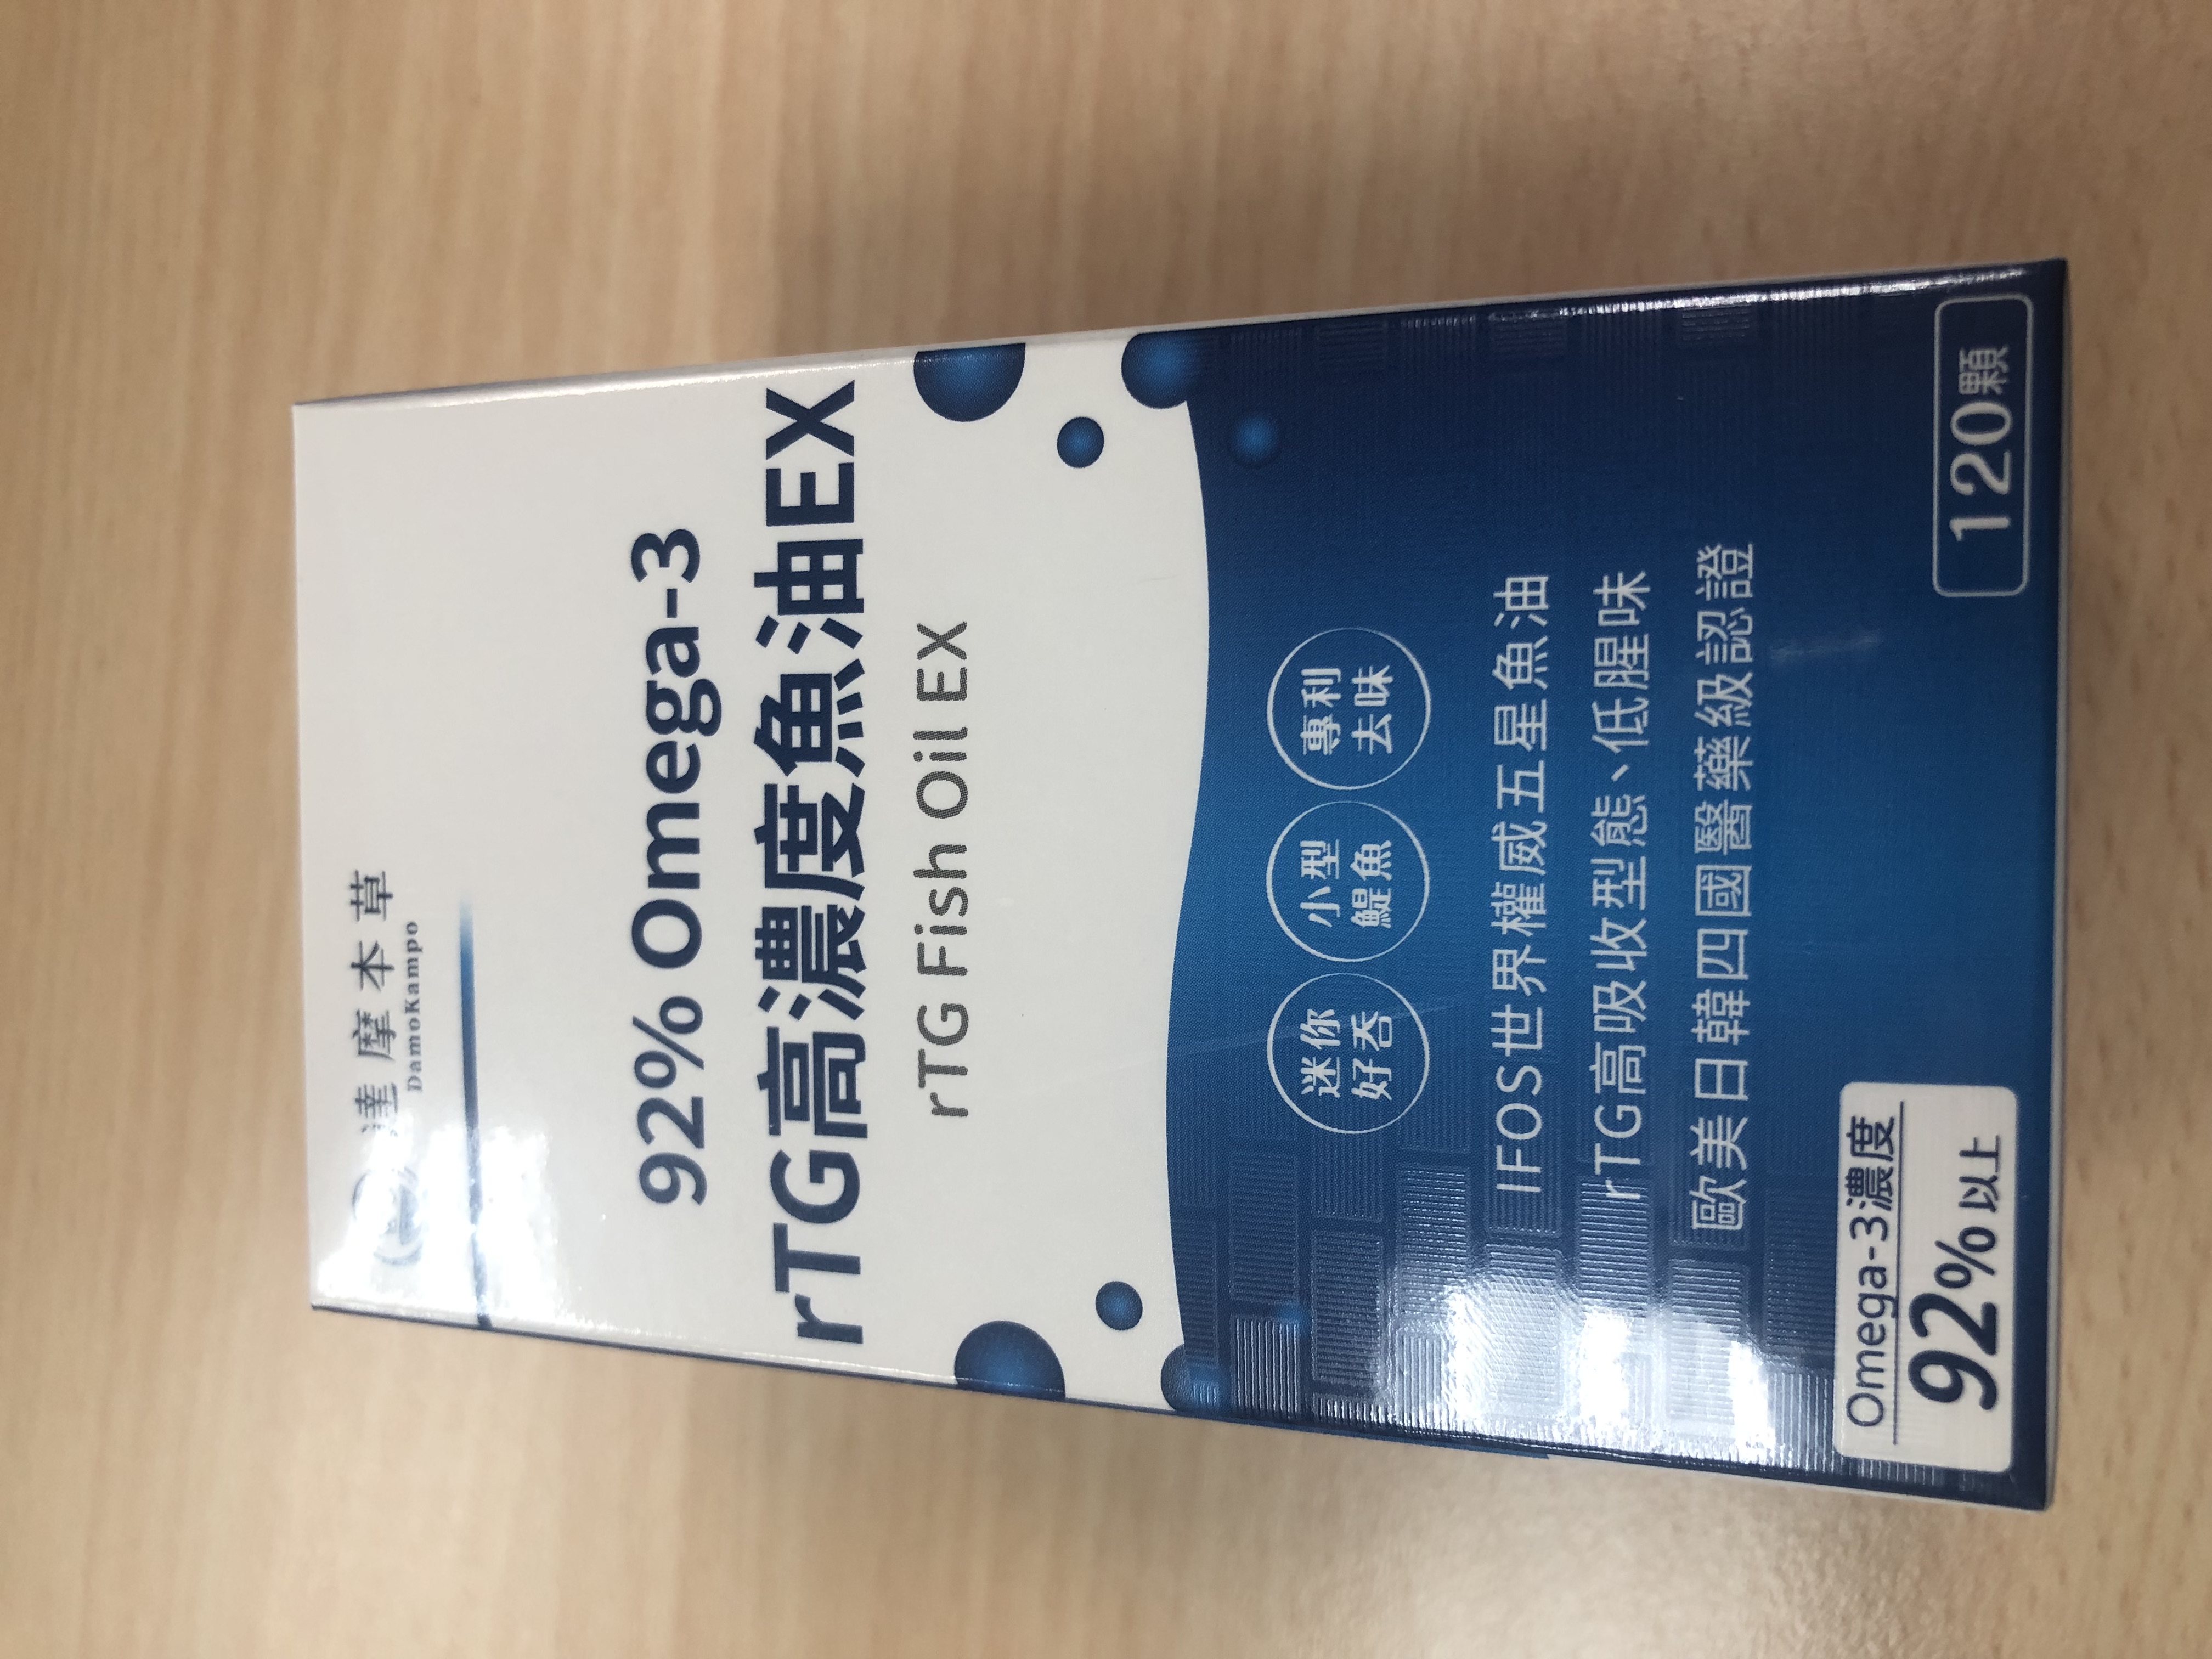 達摩本草
DamoKampo
92% Omega-3
rTG高濃度魚油EX
rTG Fish Oil EX
迷你
好吞
小型
鯷魚
專利
去味
IFOS世界權威五星魚油
rTG高吸收型態、低腥味
歐美日韓四國醫藥級認證
Omega-3濃度
92%以上
120顆